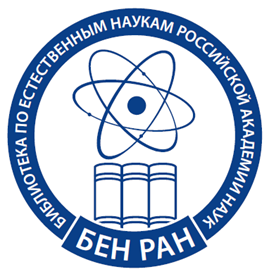 БИБЛИОТЕКА ПО ЕСТЕСТВЕННЫМ НАУКАМ РОССИЙСКОЙ АКАДЕМИИ НАУК
БЕН РАН